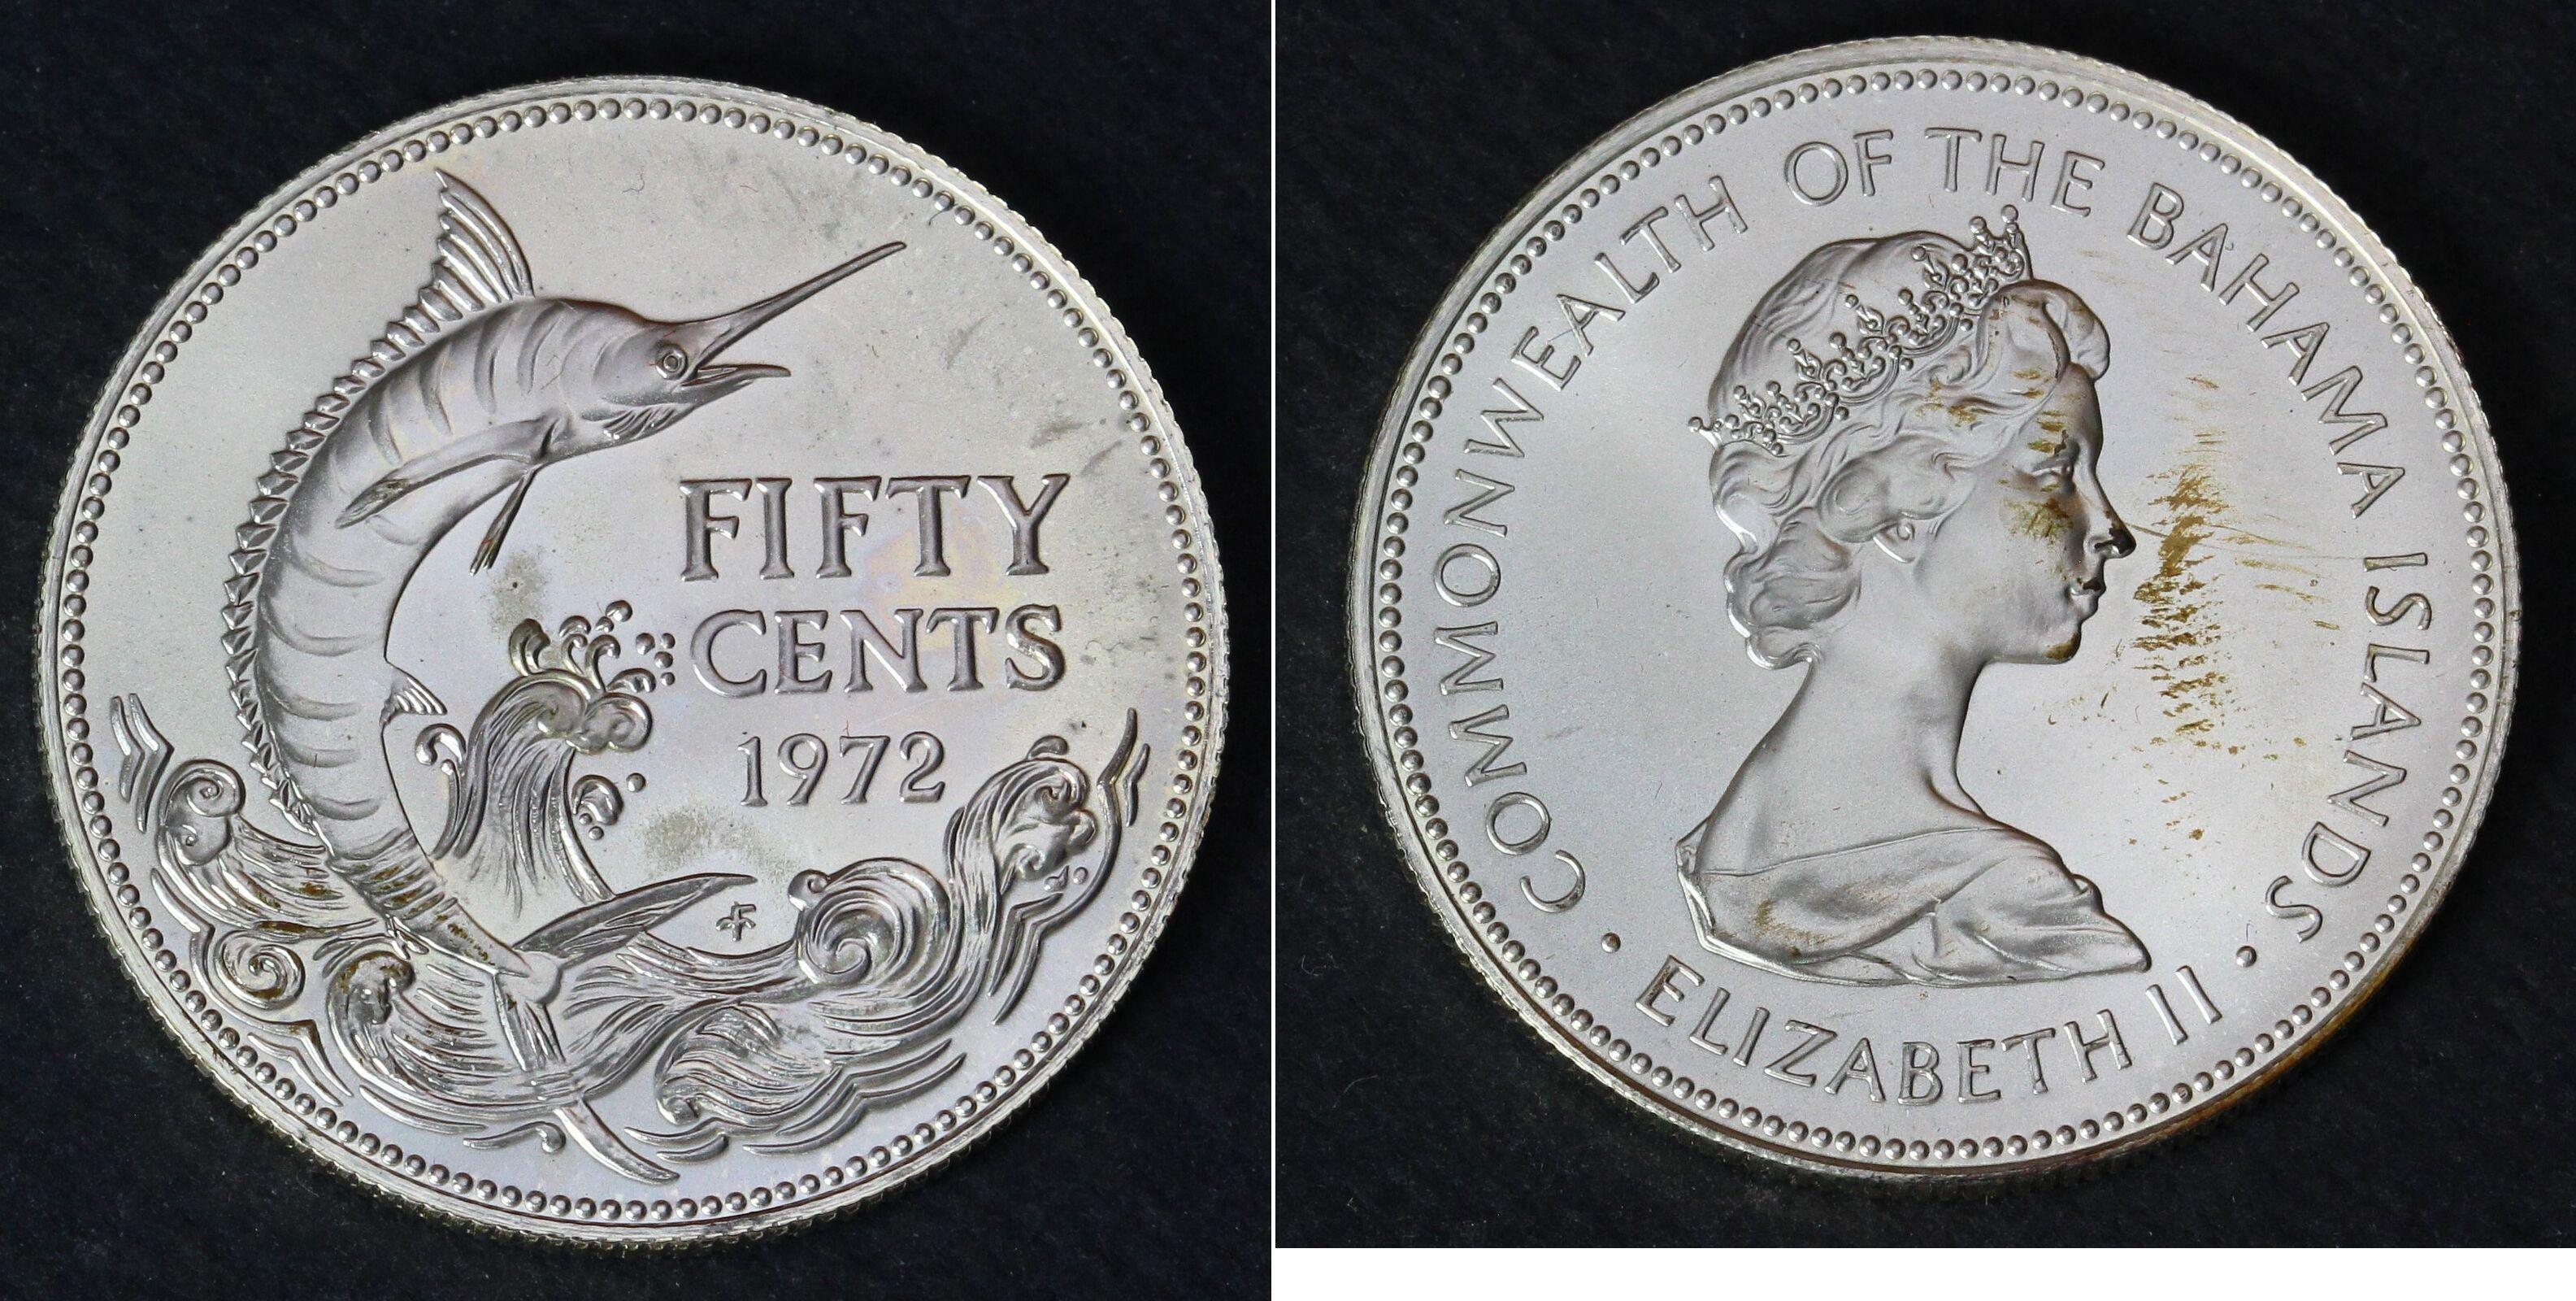 FIFTY
CENTS
1972
COMMONWEALTH OF THE BAHAMA ISLANDS
• ELIZABETH II •